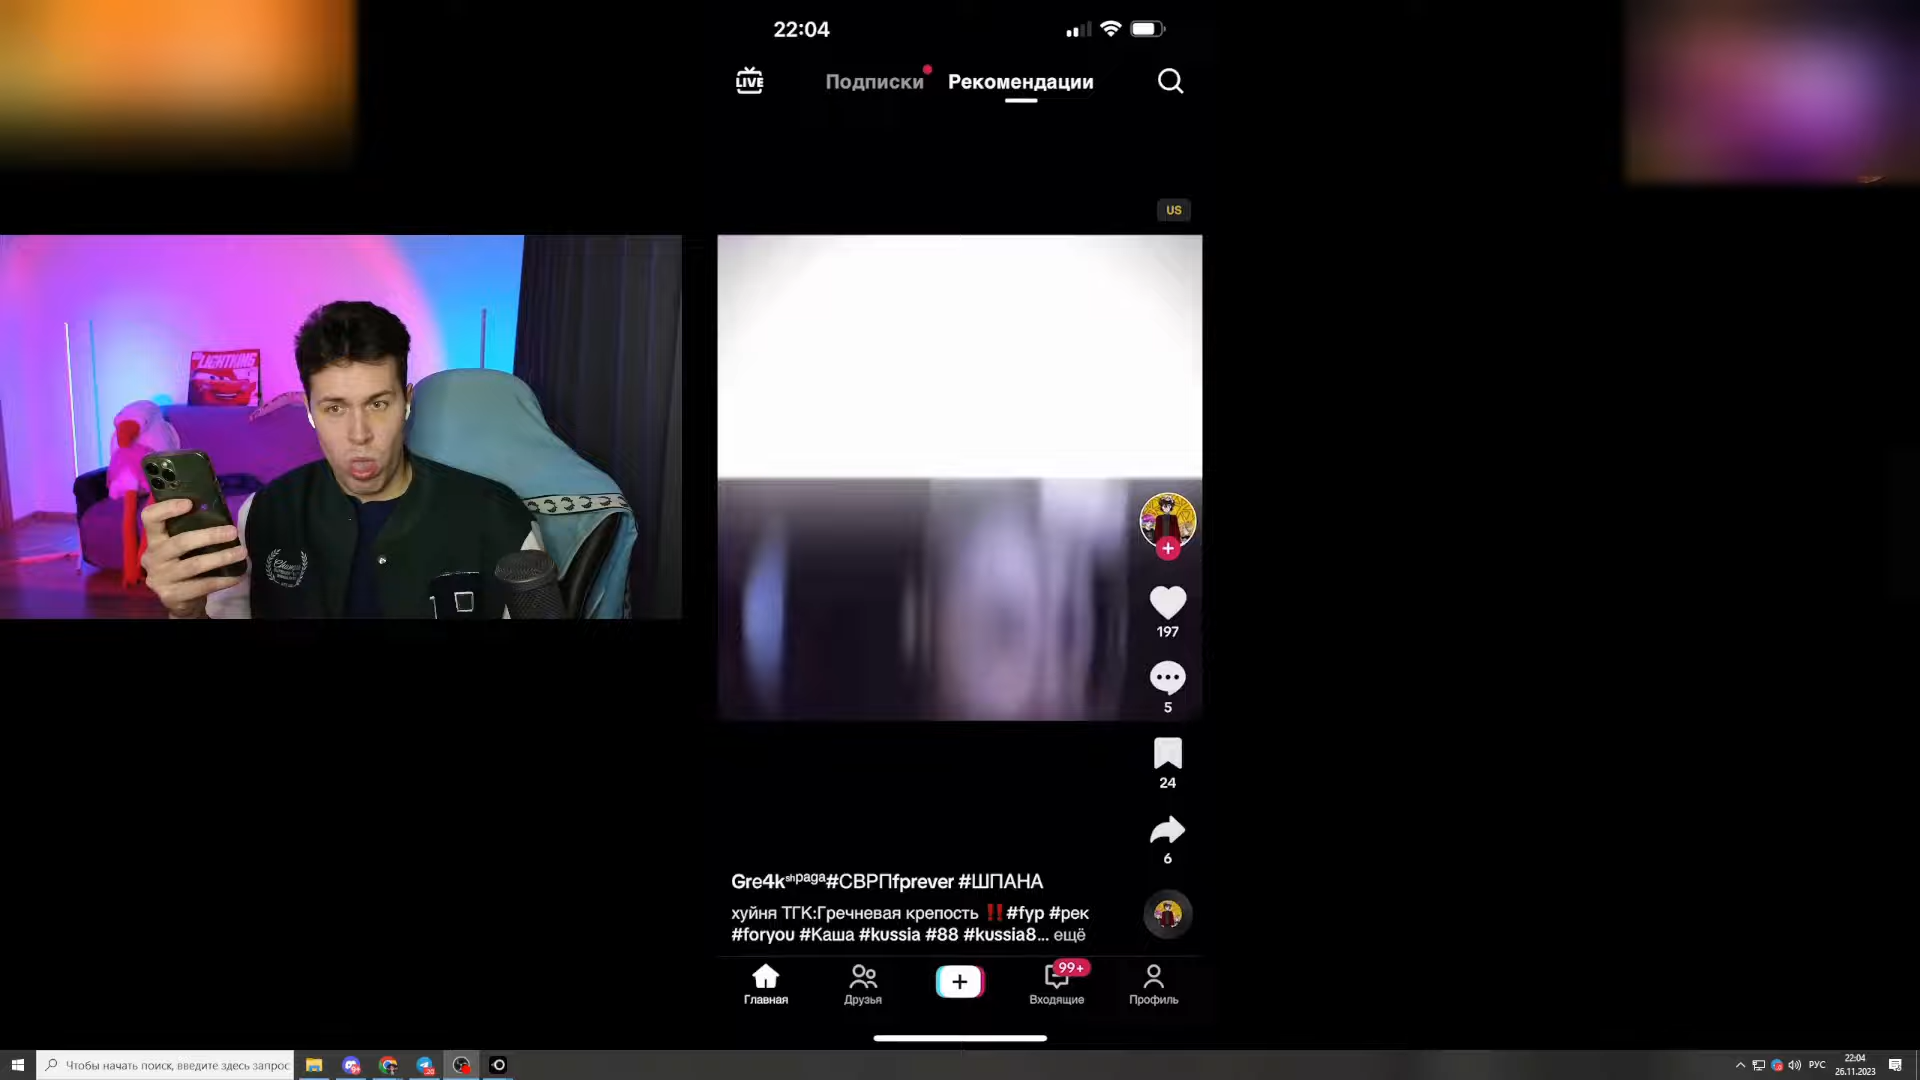 22:04
LIVE
Подписки
Рекомендации
US
LIGHTNING
197
5
24
6
Gre4kˢʰᵖᵃᵍᵃ#СВРПfprever #ШПАНА
хуйня ТГК:Гречневая крепость ‼️#fyp #рек
#foryou #Каша #kussia #88 #kussia8... ещё
Главная
Друзья
99+
Входящие
Профиль
Чтобы начать поиск, введите здесь запрос
РУС
22:04
26.11.2023